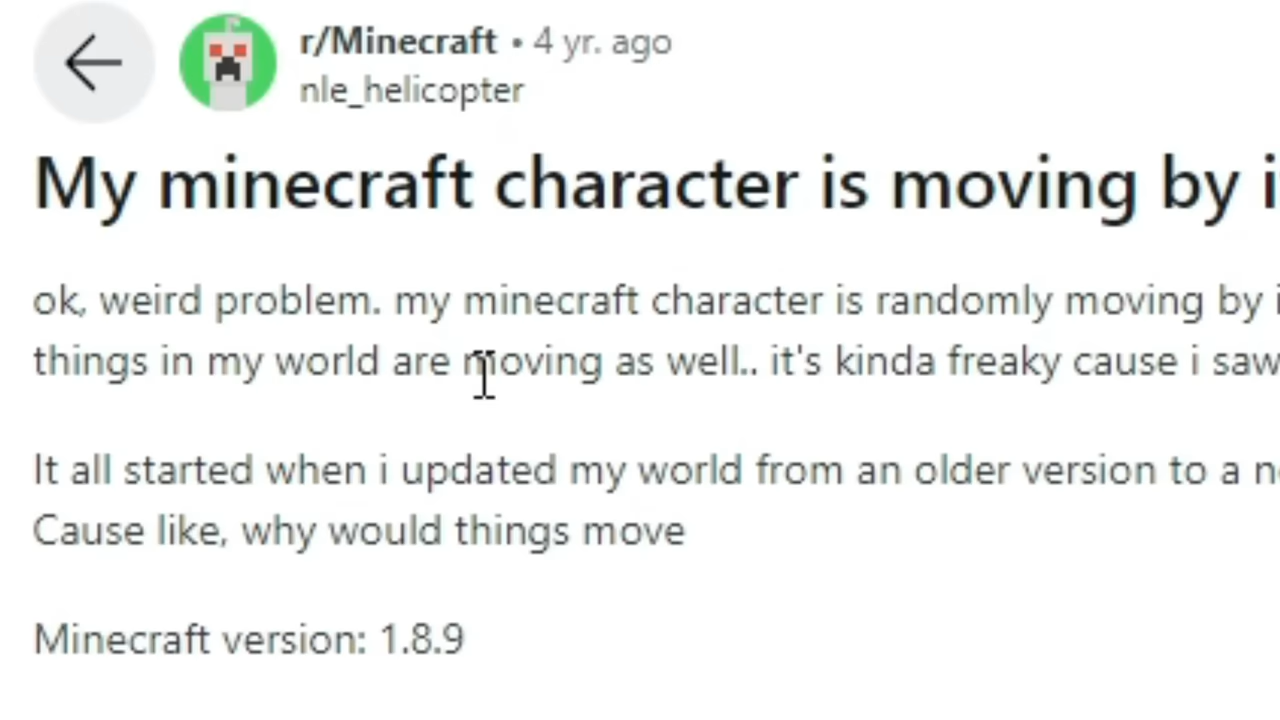 r/Minecraft • 4 yr. ago
nle_helicopter
My minecraft character is moving by
ok, weird problem. my minecraft character is randomly moving by
things in my world are moving as well.. it's kinda freaky cause i saw
It all started when i updated my world from an older version to a
Cause like, why would things move
Minecraft version: 1.8.9